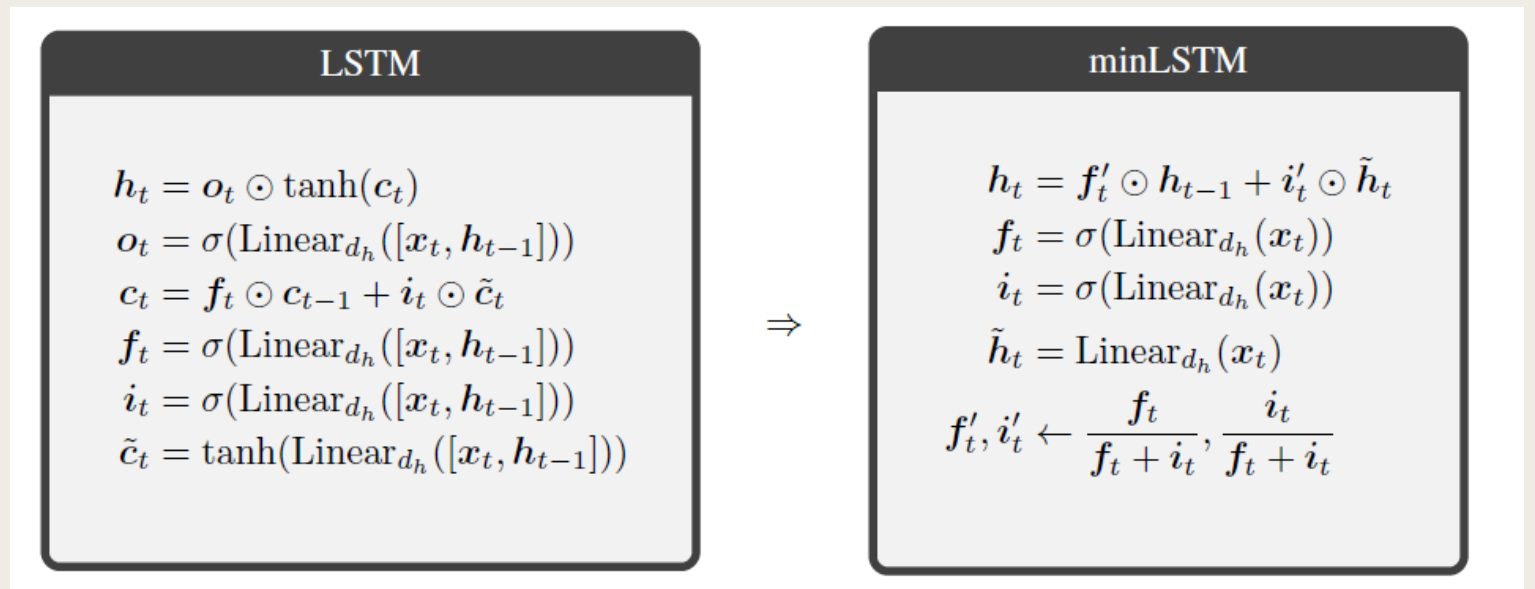 LSTM
h_t = o_t ⊙ tanh(c_t)
o_t = σ(Linear_{d_h}([x_t, h_{t−1}]))
c_t = f_t ⊙ c_{t−1} + i_t ⊙ c̃_t
f_t = σ(Linear_{d_h}([x_t, h_{t−1}]))
i_t = σ(Linear_{d_h}([x_t, h_{t−1}]))
c̃_t = tanh(Linear_{d_h}([x_t, h_{t−1}]))
⇒
minLSTM
h_t = f′_t ⊙ h_{t−1} + i′_t ⊙ h̃_t
f_t = σ(Linear_{d_h}(x_t))
i_t = σ(Linear_{d_h}(x_t))
h̃_t = Linear_{d_h}(x_t)
f′_t, i′_t ← \frac{f_t}{f_t + i_t}, \frac{i_t}{f_t + i_t}